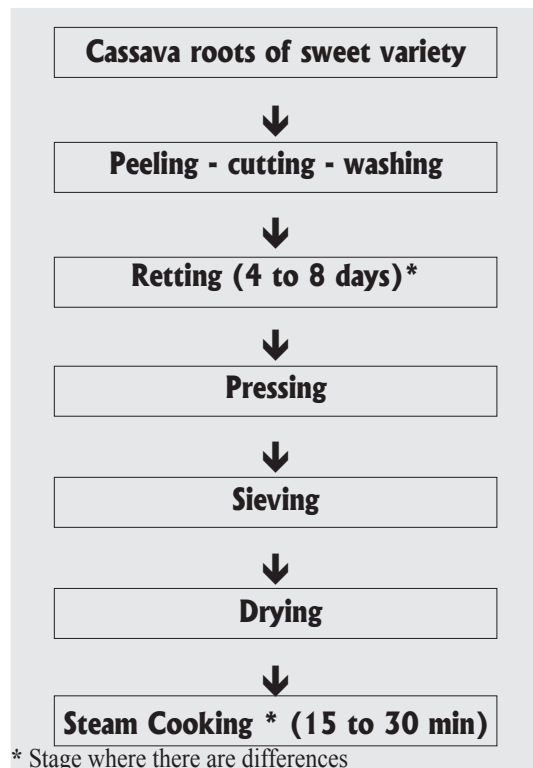 Cassava roots of sweet variety
Peeling - cutting - washing
Retting (4 to 8 days)*
Pressing
Sieving
Drying
Steam Cooking * (15 to 30 min)
* Stage where there are differences